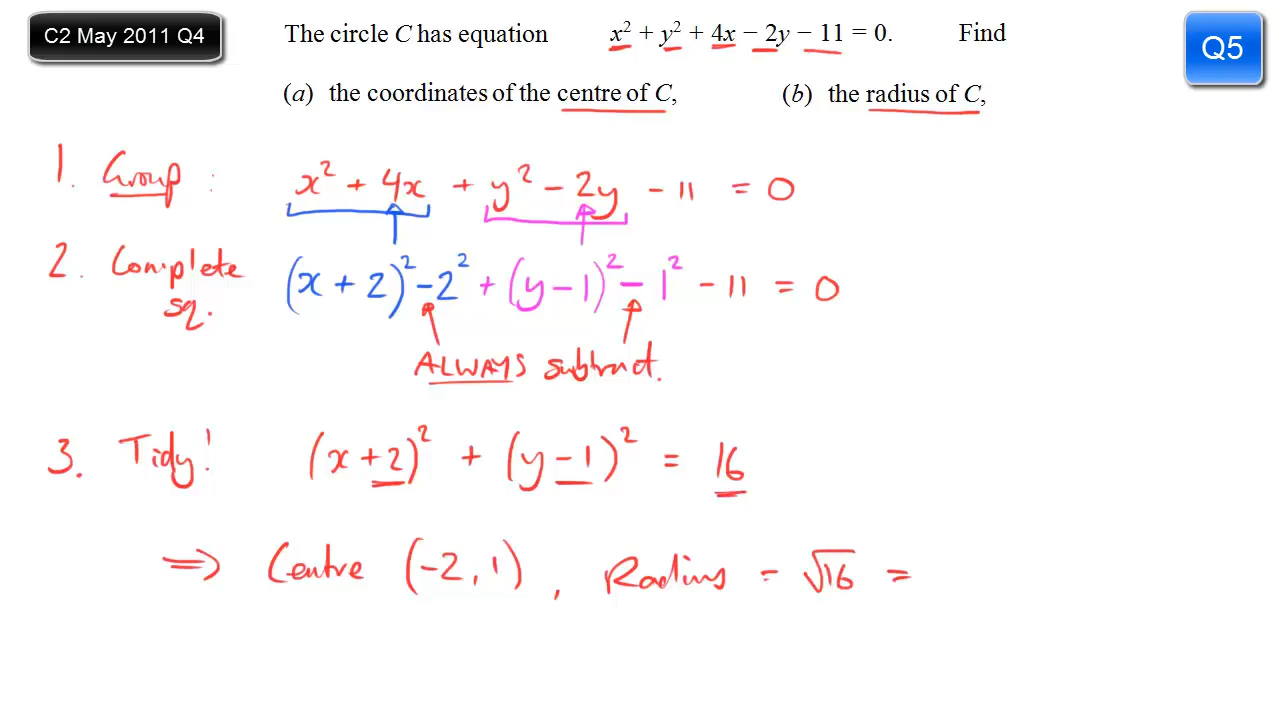 C2 May 2011 Q4
The circle C has equation x² + y² + 4x − 2y − 11 = 0. Find
Q5
(a) the coordinates of the centre of C, (b) the radius of C,
1. Group : x² + 4x + y² − 2y − 11 = 0
2. Complete sq. (x + 2)² − 2² + (y − 1)² − 1² − 11 = 0
ALWAYS subtract.
3. Tidy! (x + 2)² + (y − 1)² = 16
⇒ Centre (−2, 1), Radius = √16 =